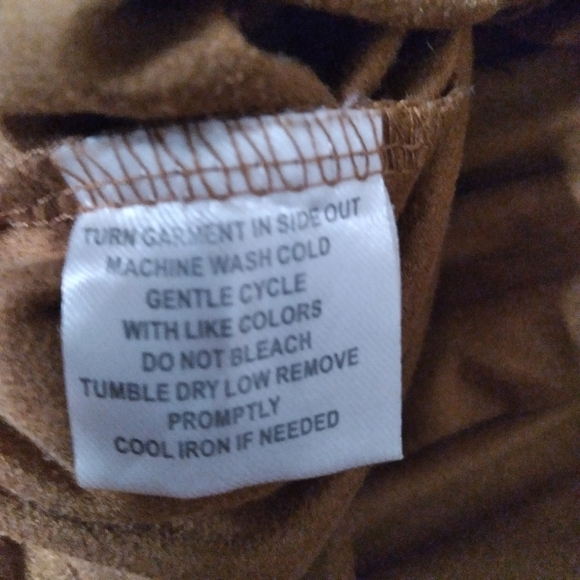 TURN GARMENT IN SIDE OUT
MACHINE WASH COLD
GENTLE CYCLE
WITH LIKE COLORS
DO NOT BLEACH
TUMBLE DRY LOW REMOVE
PROMPTLY
COOL IRON IF NEEDED